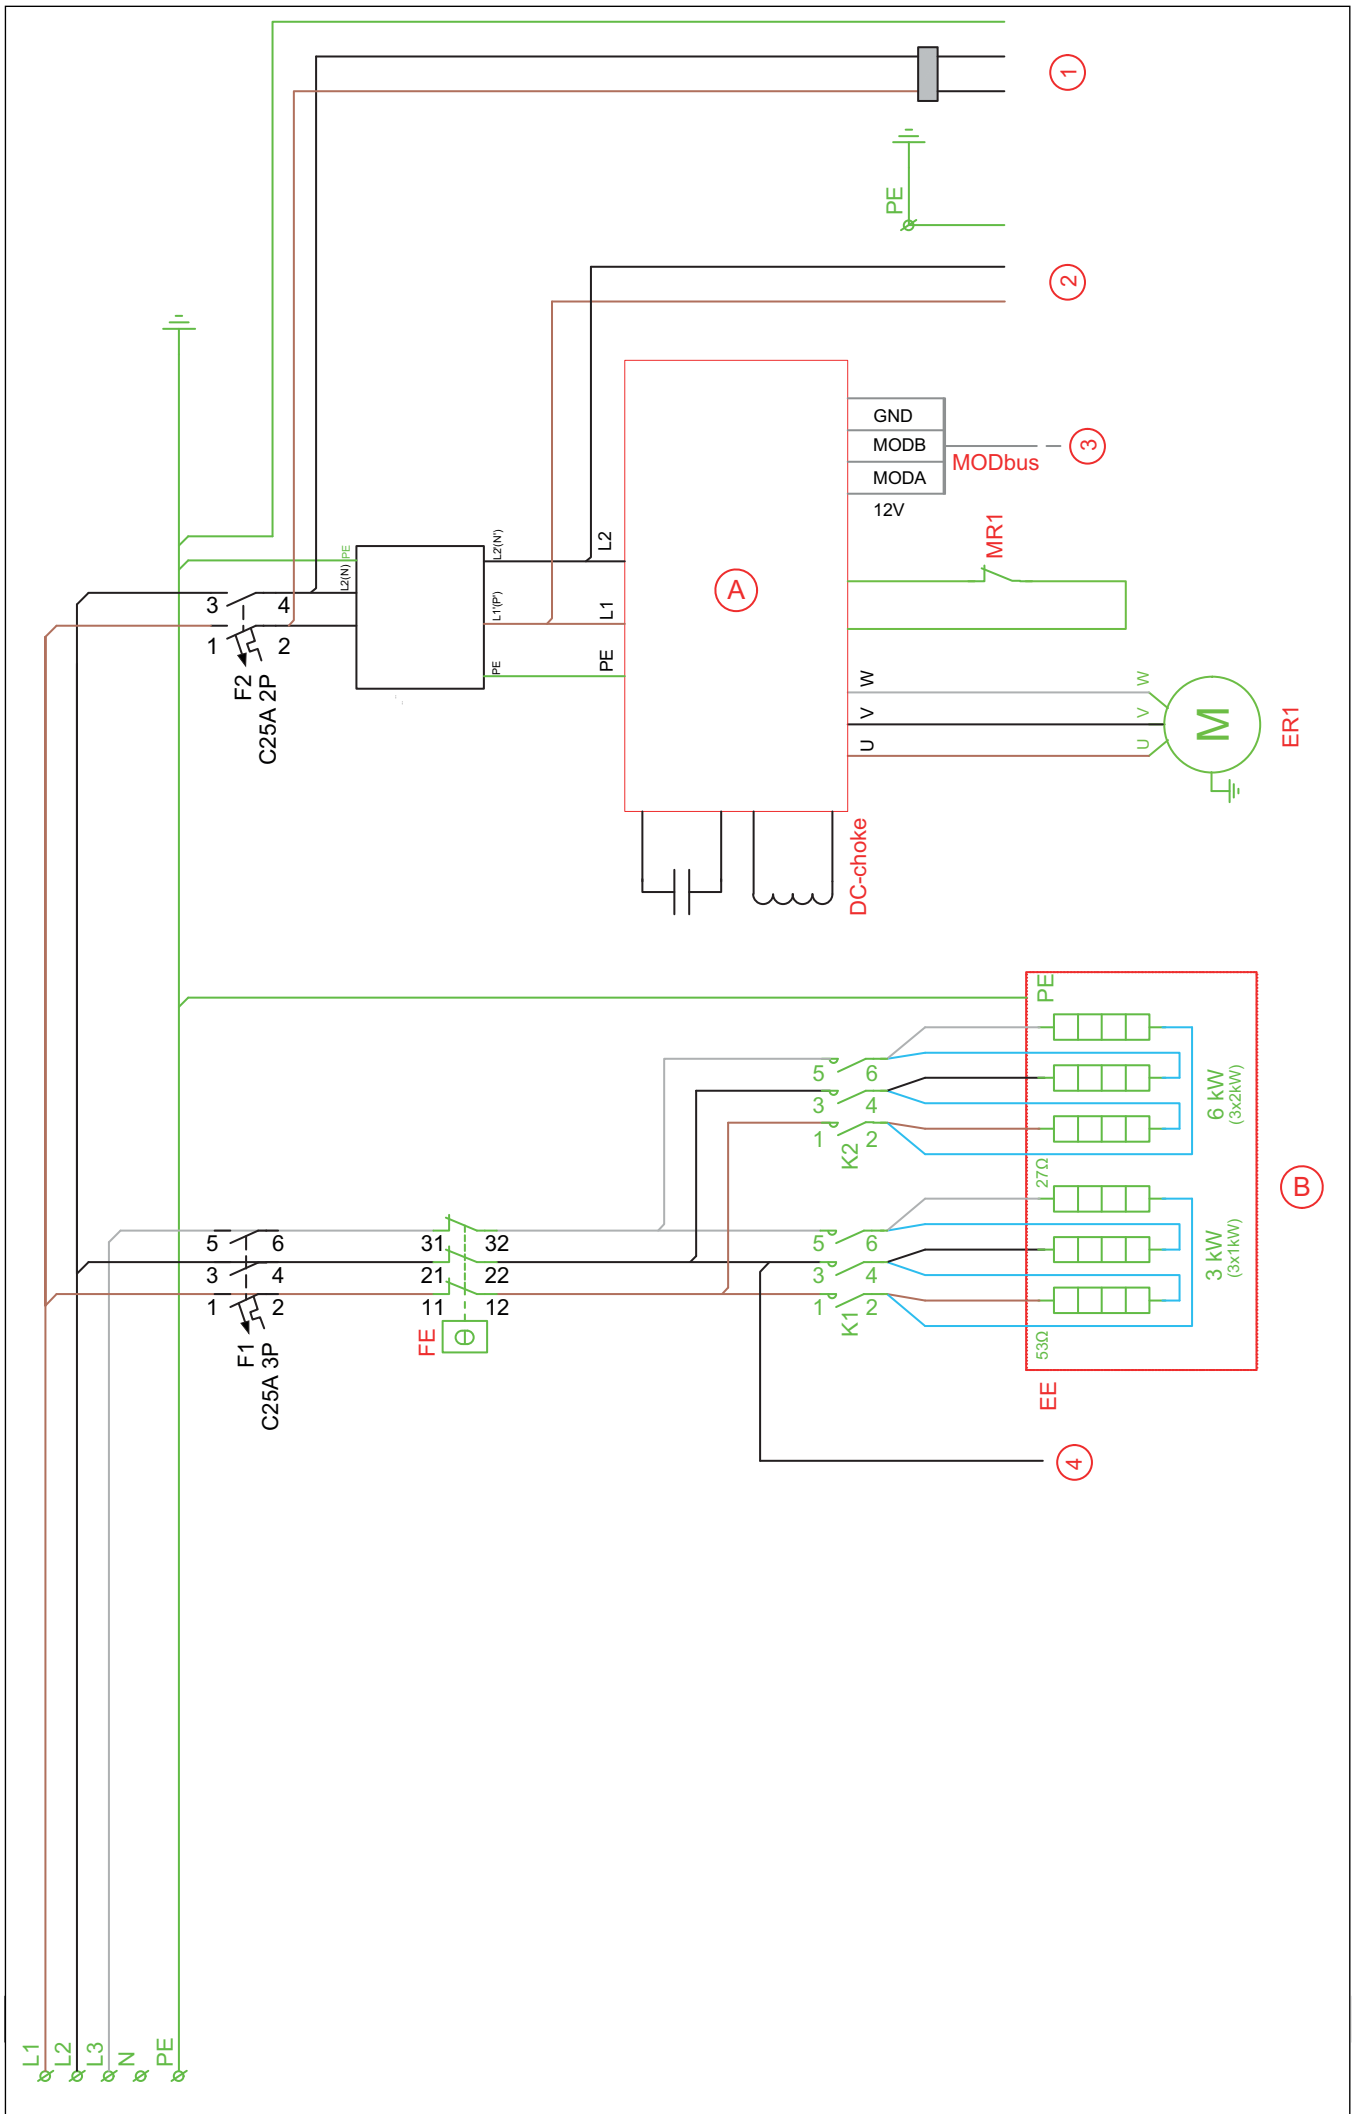 1
PE
2
GND
MODB
MODA
12V
MODbus
3
L2(N)
PE
L2'(N')
L2
A
MR1
3
4
1
2
F2
C25A 2P
L1'(P')
L1
PE
PE
W
V
U
W
V
U
M
ER1
DC-choke
PE
5
6
3
4
1
2
K2
6 kW
(3x2kW)
27Ω
B
5
6
3
4
1
2
F1
C25A 3P
31
32
21
22
11
12
FE
Θ
5
6
3
4
1
2
K1
3 kW
(3x1kW)
53Ω
EE
4
L1
L2
L3
N
PE